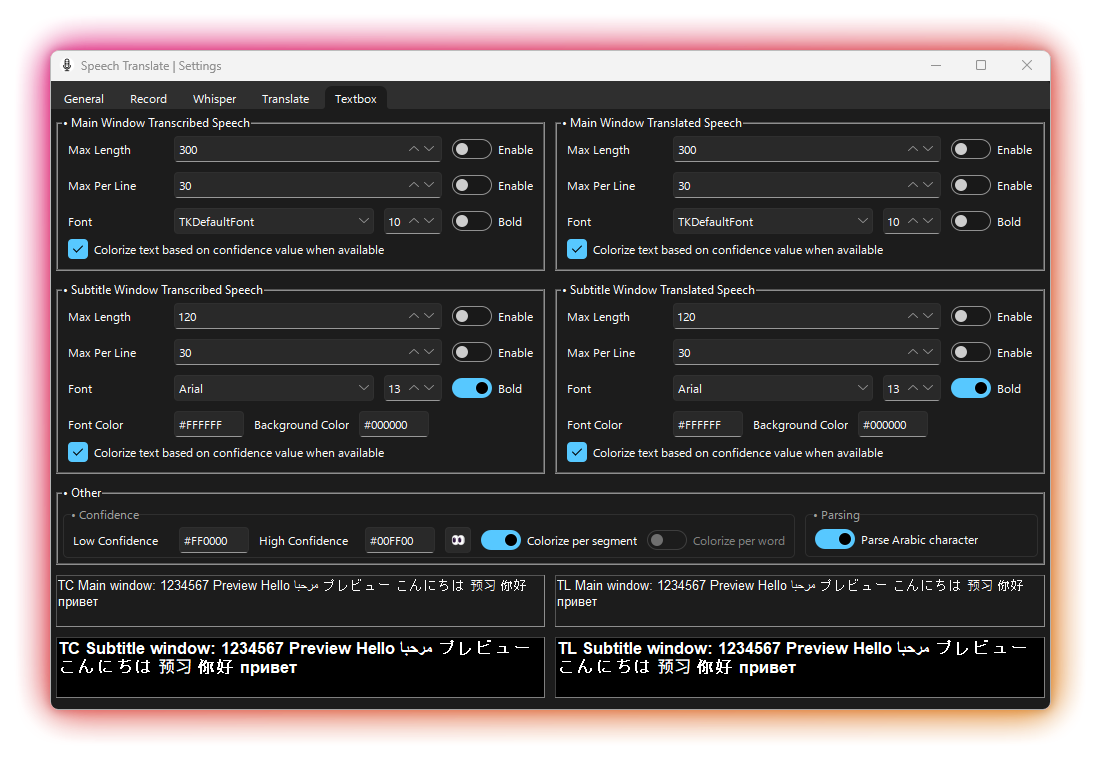 Speech Translate | Settings
General Record Whisper Translate Textbox
• Main Window Transcribed Speech
Max Length 300 Enable
Max Per Line 30 Enable
Font TKDefaultFont 10 Bold
Colorize text based on confidence value when available
• Main Window Translated Speech
Max Length 300 Enable
Max Per Line 30 Enable
Font TKDefaultFont 10 Bold
Colorize text based on confidence value when available
• Subtitle Window Transcribed Speech
Max Length 120 Enable
Max Per Line 30 Enable
Font Arial 13 Bold
Font Color #FFFFFF Background Color #000000
Colorize text based on confidence value when available
• Subtitle Window Translated Speech
Max Length 120 Enable
Max Per Line 30 Enable
Font Arial 13 Bold
Font Color #FFFFFF Background Color #000000
Colorize text based on confidence value when available
• Other
• Confidence
Low Confidence #FF0000 High Confidence #00FF00 Colorize per segment Colorize per word
• Parsing
Parse Arabic character
TC Main window: 1234567 Preview Hello مرحبا プレビュー こんにちは 预习 你好
привет
TL Main window: 1234567 Preview Hello مرحبا プレビュー こんにちは 预习 你好
привет
TC Subtitle window: 1234567 Preview Hello مرحبا プレビュー
こんにちは 预习 你好 привет
TL Subtitle window: 1234567 Preview Hello مرحبا プレビュー
こんにちは 预习 你好 привет